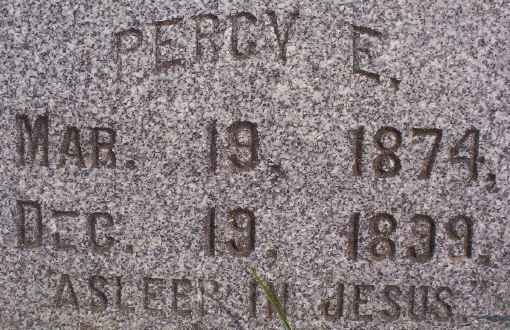 PERCY E.
MAR. 19, 1874,
DEC. 19, 1899,
"ASLEEP IN JESUS."